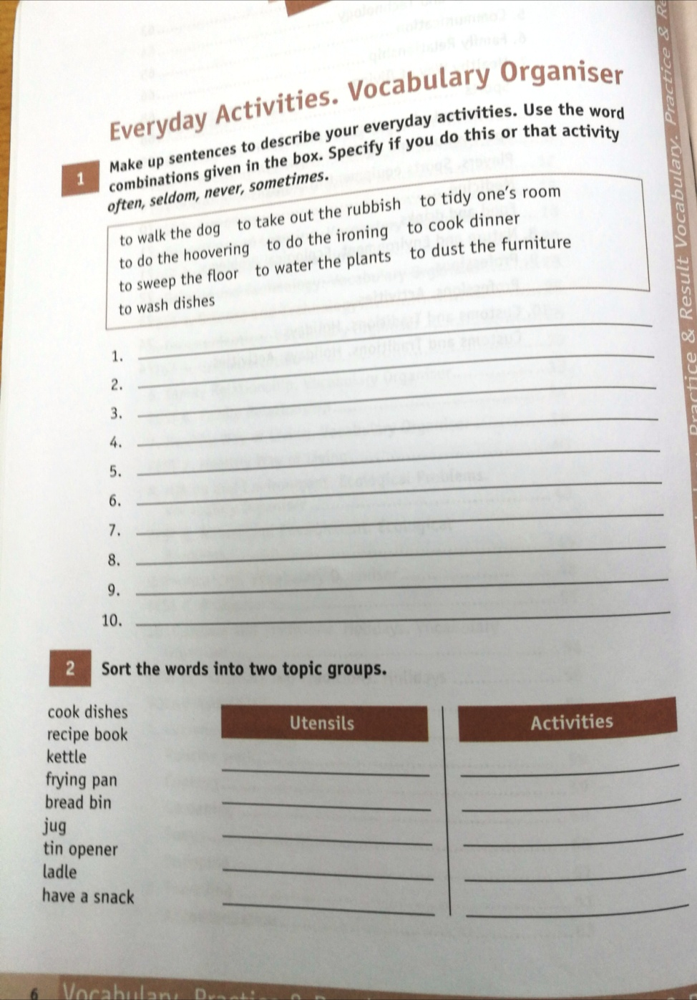 Everyday Activities. Vocabulary Organiser
1
Make up sentences to describe your everyday activities. Use the word
combinations given in the box. Specify if you do this or that activity
often, seldom, never, sometimes.
to walk the dog to take out the rubbish to tidy one's room
to do the hoovering to do the ironing to cook dinner
to sweep the floor to water the plants to dust the furniture
to wash dishes
1.
2.
3.
4.
5.
6.
7.
8.
9.
10.
2 Sort the words into two topic groups.
cook dishes
recipe book
kettle
frying pan
bread bin
jug
tin opener
ladle
have a snack
Utensils Activities
6 Vocabulary. Practice &
Practice & Result Vocabulary. Practice &